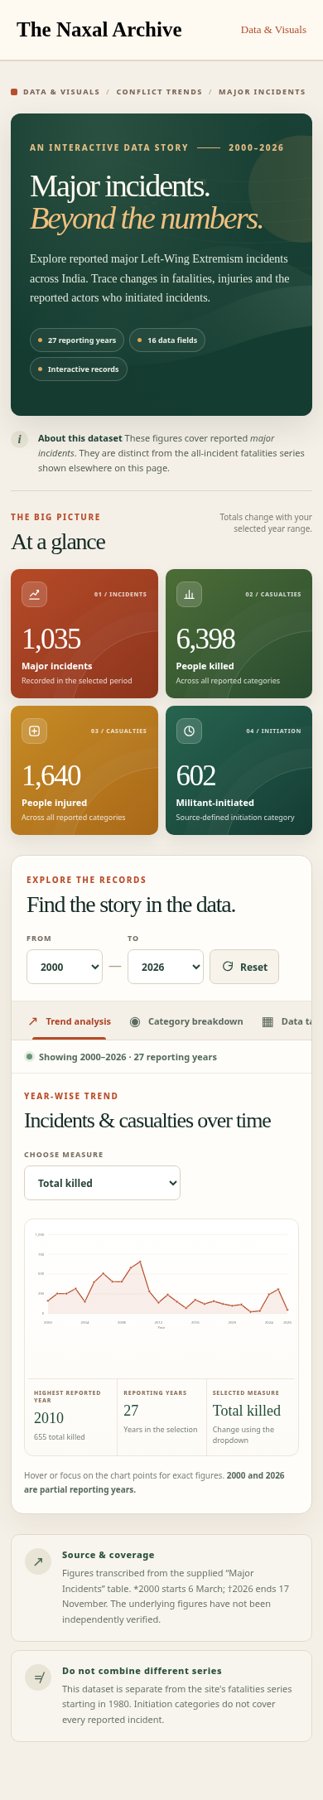 The Naxal Archive
Data & Visuals
DATA & VISUALS / CONFLICT TRENDS / MAJOR INCIDENTS
AN INTERACTIVE DATA STORY — 2000–2026
Major incidents.
Beyond the numbers.
Explore reported major Left-Wing Extremism incidents
across India. Trace changes in fatalities, injuries and the
reported actors who initiated incidents.
27 reporting years
16 data fields
Interactive records
i
About this dataset These figures cover reported major
incidents. They are distinct from the all-incident fatalities series
shown elsewhere on this page.
THE BIG PICTURE
At a glance
Totals change with your
selected year range.
01 / INCIDENTS
1,035
Major incidents
Recorded in the selected period
02 / CASUALTIES
6,398
People killed
Across all reported categories
03 / CASUALTIES
1,640
People injured
Across all reported categories
04 / INITIATION
602
Militant-initiated
Source-defined initiation category
EXPLORE THE RECORDS
Find the story in the data.
FROM
TO
2000
—
2026
Reset
↗ Trend analysis
◉ Category breakdown
▦ Data ta
Showing 2000–2026 · 27 reporting years
YEAR-WISE TREND
Incidents & casualties over time
CHOOSE MEASURE
Total killed
HIGHEST REPORTED
YEAR
2010
655 total killed
REPORTING YEARS
27
Years in the selection
SELECTED MEASURE
Total killed
Change using the
dropdown
Hover or focus on the chart points for exact figures. 2000 and 2026
are partial reporting years.
↗
Source & coverage
Figures transcribed from the supplied “Major
Incidents” table. *2000 starts 6 March; †2026 ends 17
November. The underlying figures have not been
independently verified.
≠
Do not combine different series
This dataset is separate from the site’s fatalities series
starting in 1980. Initiation categories do not cover
every reported incident.